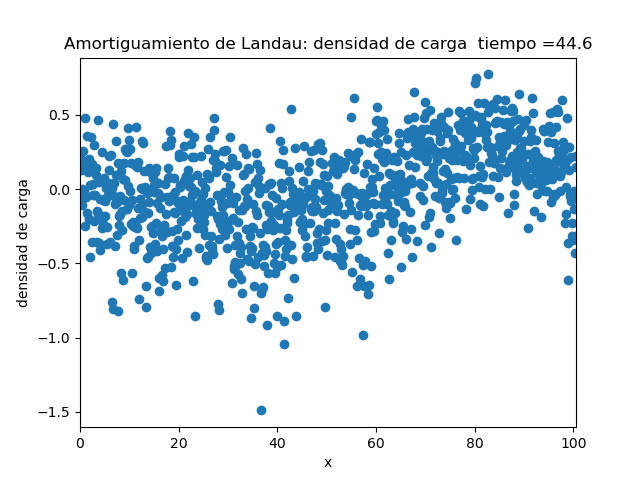 Amortiguamiento de Landau: densidad de carga  tiempo =44.6
densidad de carga
0.5
0.0
−0.5
−1.0
−1.5
0 20 40 60 80 100
x